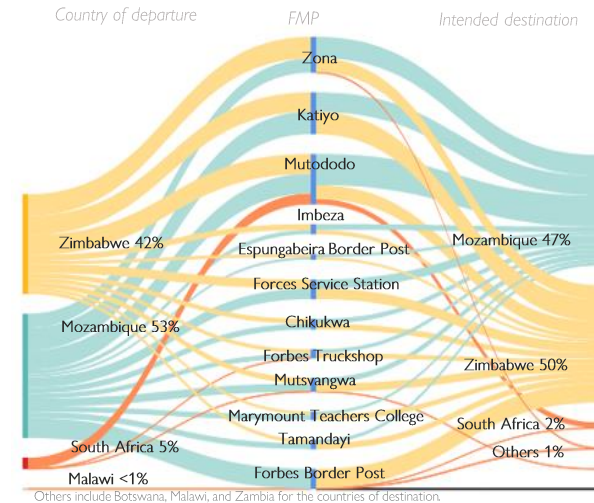 Country of departure
FMP
Intended destination
Zona
Katiyo
Mutododo
Imbeza
Zimbabwe 42%
Espungabeira Border Post
Mozambique 47%
Forces Service Station
Mozambique 53%
Chikukwa
Forbes Truckshop
Zimbabwe 50%
Mutsvangwa
Marymount Teachers College
South Africa 2%
Tamandayi
South Africa 5%
Others 1%
Forbes Border Post
Malawi <1%
Others include Botswana, Malawi, and Zambia for the countries of destination.